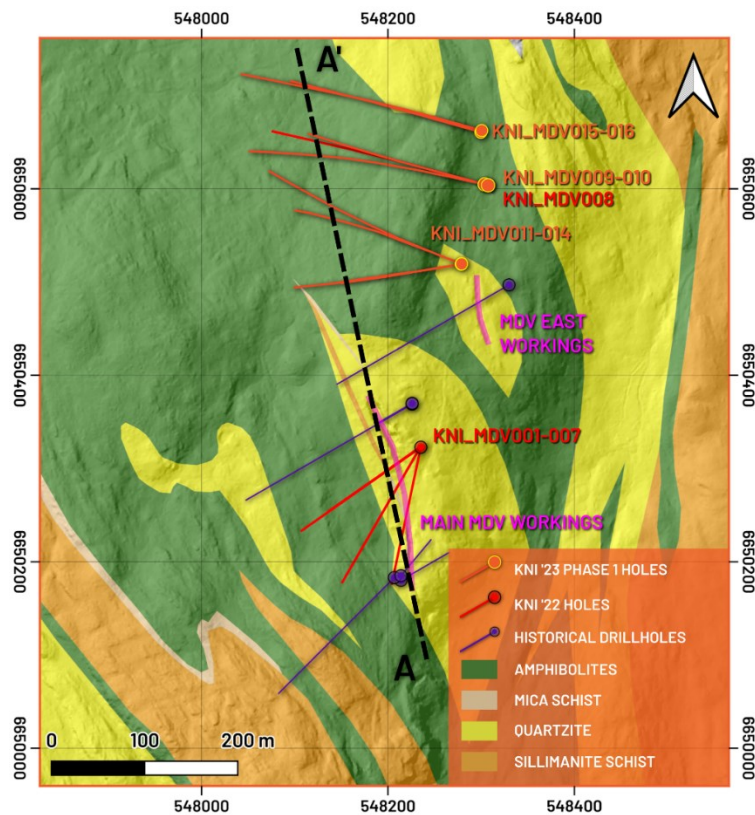 548000 548200 548400
A'
KNI_MDV015-016
6650600 6650600
KNI_MDV009-010
KNI_MDV008
KNI_MDV011-014
MDV EAST
WORKINGS
6650400 6650400
KNI_MDV001-007
MAIN MDV WORKINGS
6650200 6650200
KNI '23 PHASE 1 HOLES
KNI '22 HOLES
HISTORICAL DRILLHOLES
A
AMPHIBOLITES
MICA SCHIST
QUARTZITE
SILLIMANITE SCHIST
0 100 200 m
6650000 6650000
548000 548200 548400